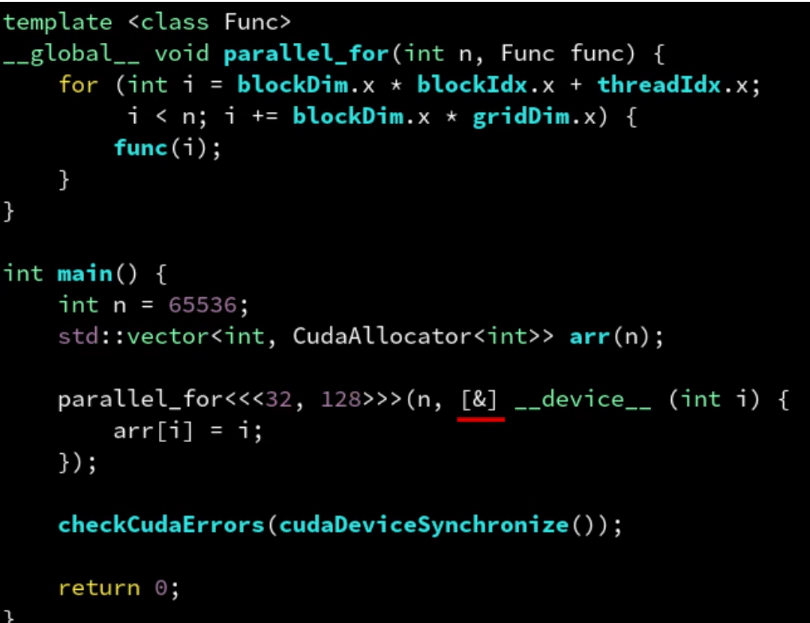 template <class Func>
__global__ void parallel_for(int n, Func func) {
    for (int i = blockDim.x * blockIdx.x + threadIdx.x;
         i < n; i += blockDim.x * gridDim.x) {
        func(i);
    }
}

int main() {
    int n = 65536;
    std::vector<int, CudaAllocator<int>> arr(n);

    parallel_for<<<32, 128>>>(n, [&] __device__ (int i) {
        arr[i] = i;
    });

    checkCudaErrors(cudaDeviceSynchronize());

    return 0;
}